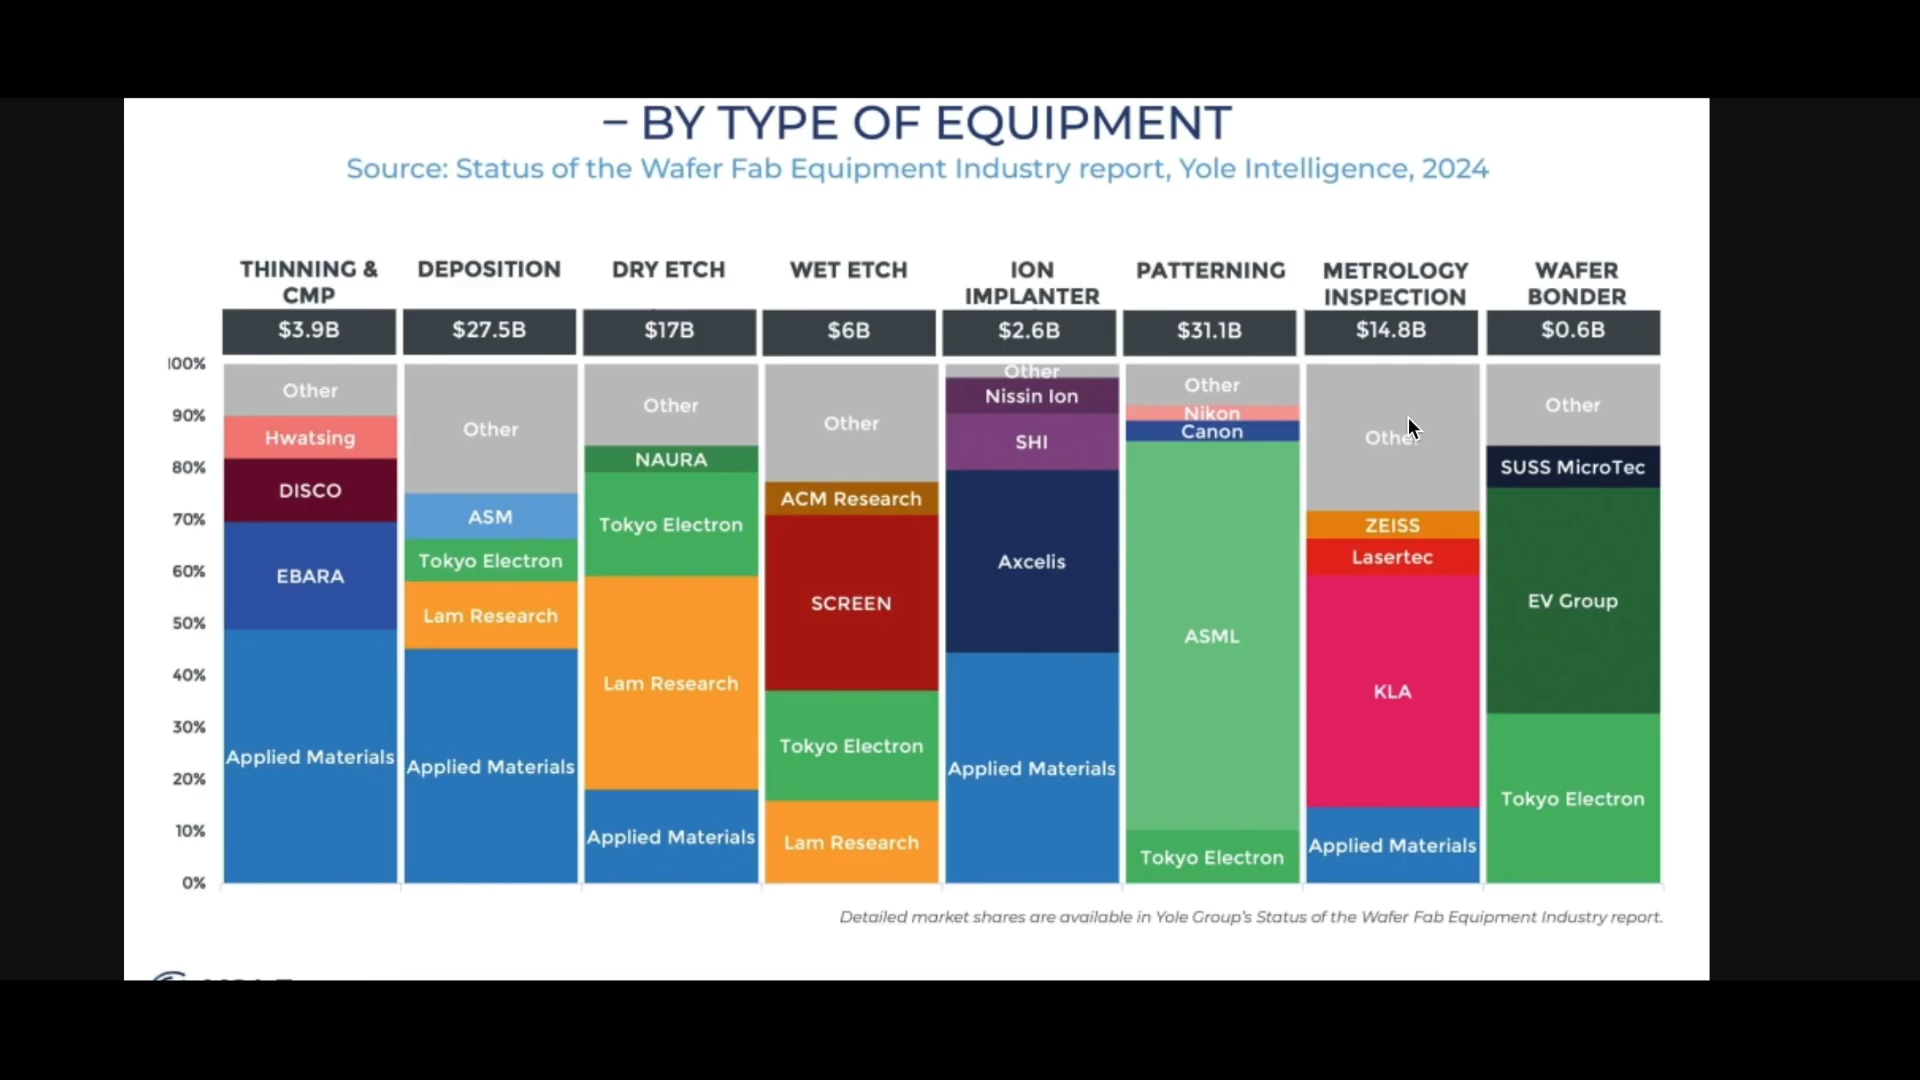 – BY TYPE OF EQUIPMENT
Source: Status of the Wafer Fab Equipment Industry report, Yole Intelligence, 2024
THINNING & CMP
DEPOSITION
DRY ETCH
WET ETCH
ION IMPLANTER
PATTERNING
METROLOGY INSPECTION
WAFER BONDER
$3.9B
$27.5B
$17B
$6B
$2.6B
$31.1B
$14.8B
$0.6B
100%
90%
80%
70%
60%
50%
40%
30%
20%
10%
0%
Other
Hwatsing
DISCO
EBARA
Applied Materials
Other
ASM
Tokyo Electron
Lam Research
Applied Materials
Other
NAURA
Tokyo Electron
Lam Research
Applied Materials
Other
ACM Research
SCREEN
Tokyo Electron
Lam Research
Other
Nissin Ion
SHI
Axcelis
Applied Materials
Other
Nikon
Canon
ASML
Tokyo Electron
Other
ZEISS
Lasertec
KLA
Applied Materials
Other
SUSS MicroTec
EV Group
Tokyo Electron
Detailed market shares are available in Yole Group's Status of the Wafer Fab Equipment Industry report.